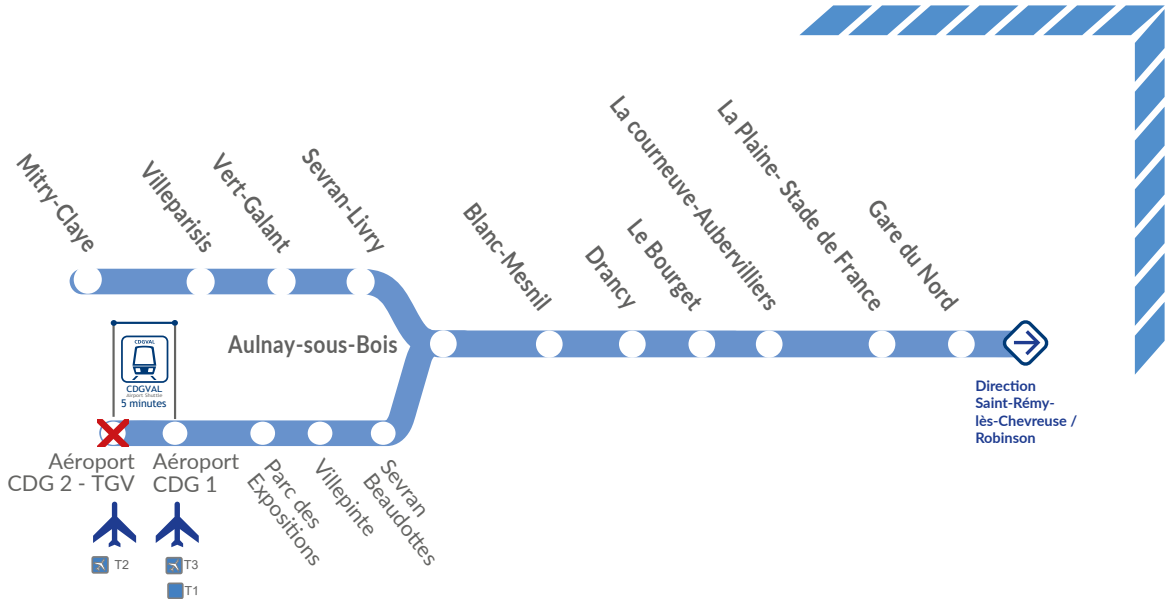 Mitry-Claye
Villeparisis
Vert-Galant
Sevran-Livry
Blanc-Mesnil
Drancy
Le Bourget
La courneuve-Aubervilliers
La Plaine- Stade de France
Gare du Nord
Aulnay-sous-Bois
CDGVAL
CDGVAL
Airport Shuttle
5 minutes
Direction
Saint-Rémy-
lès-Chevreuse /
Robinson
Aéroport
CDG 2 - TGV
Aéroport
CDG 1
Parc des
Expositions
Villepinte
Sevran
Beaudottes
T2
T3
T1